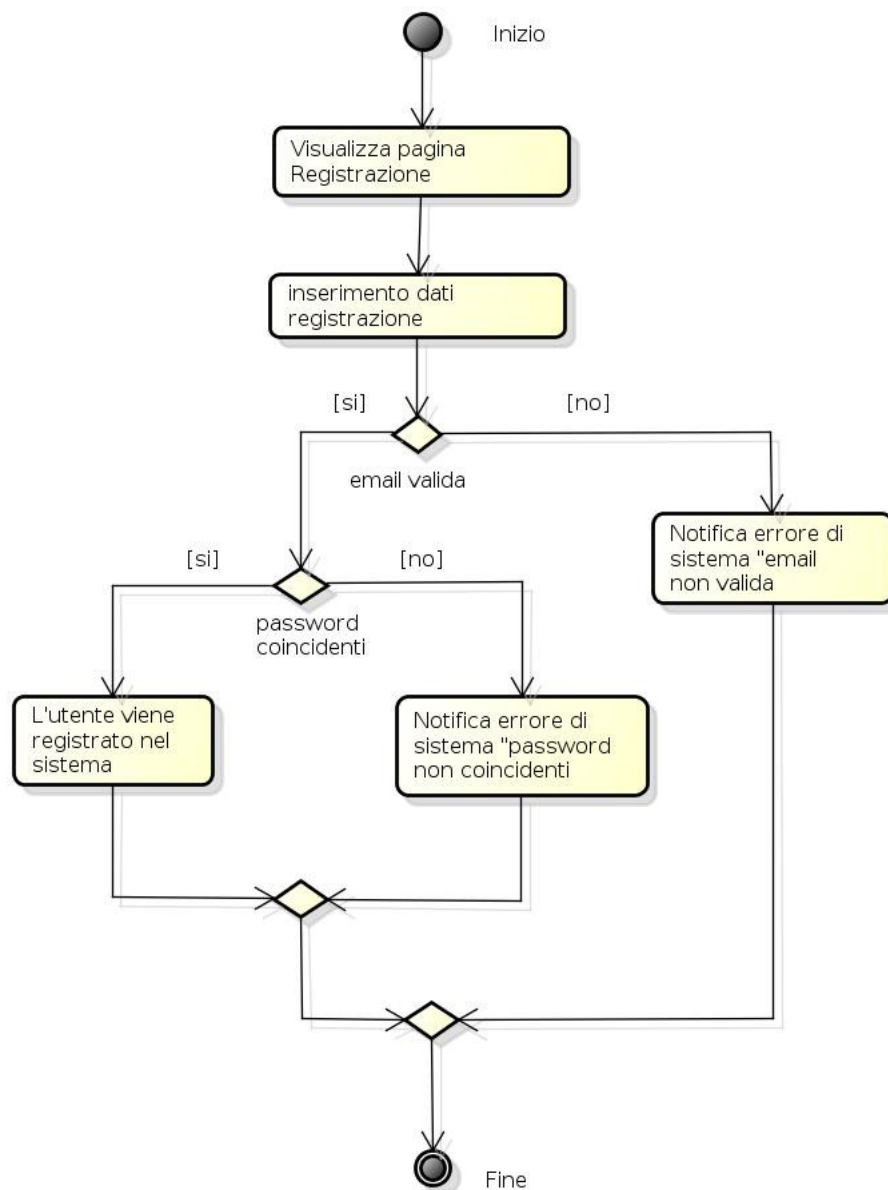 Inizio
Visualizza pagina
Registrazione
inserimento dati
registrazione
[si]
[no]
email valida
Notifica errore di
sistema "email
non valida
[si]
[no]
password
coincidenti
L'utente viene
registrato nel
sistema
Notifica errore di
sistema "password
non coincidenti
Fine